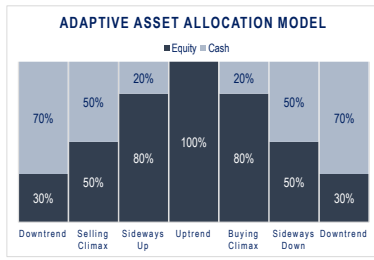 ADAPTIVE ASSET ALLOCATION MODEL
Equity Cash
70% 50% 20% 100% 20% 50% 70%
30% 50% 80% 80% 50% 30%
Downtrend Selling Climax Sideways Up Uptrend Buying Climax Sideways Down Downtrend